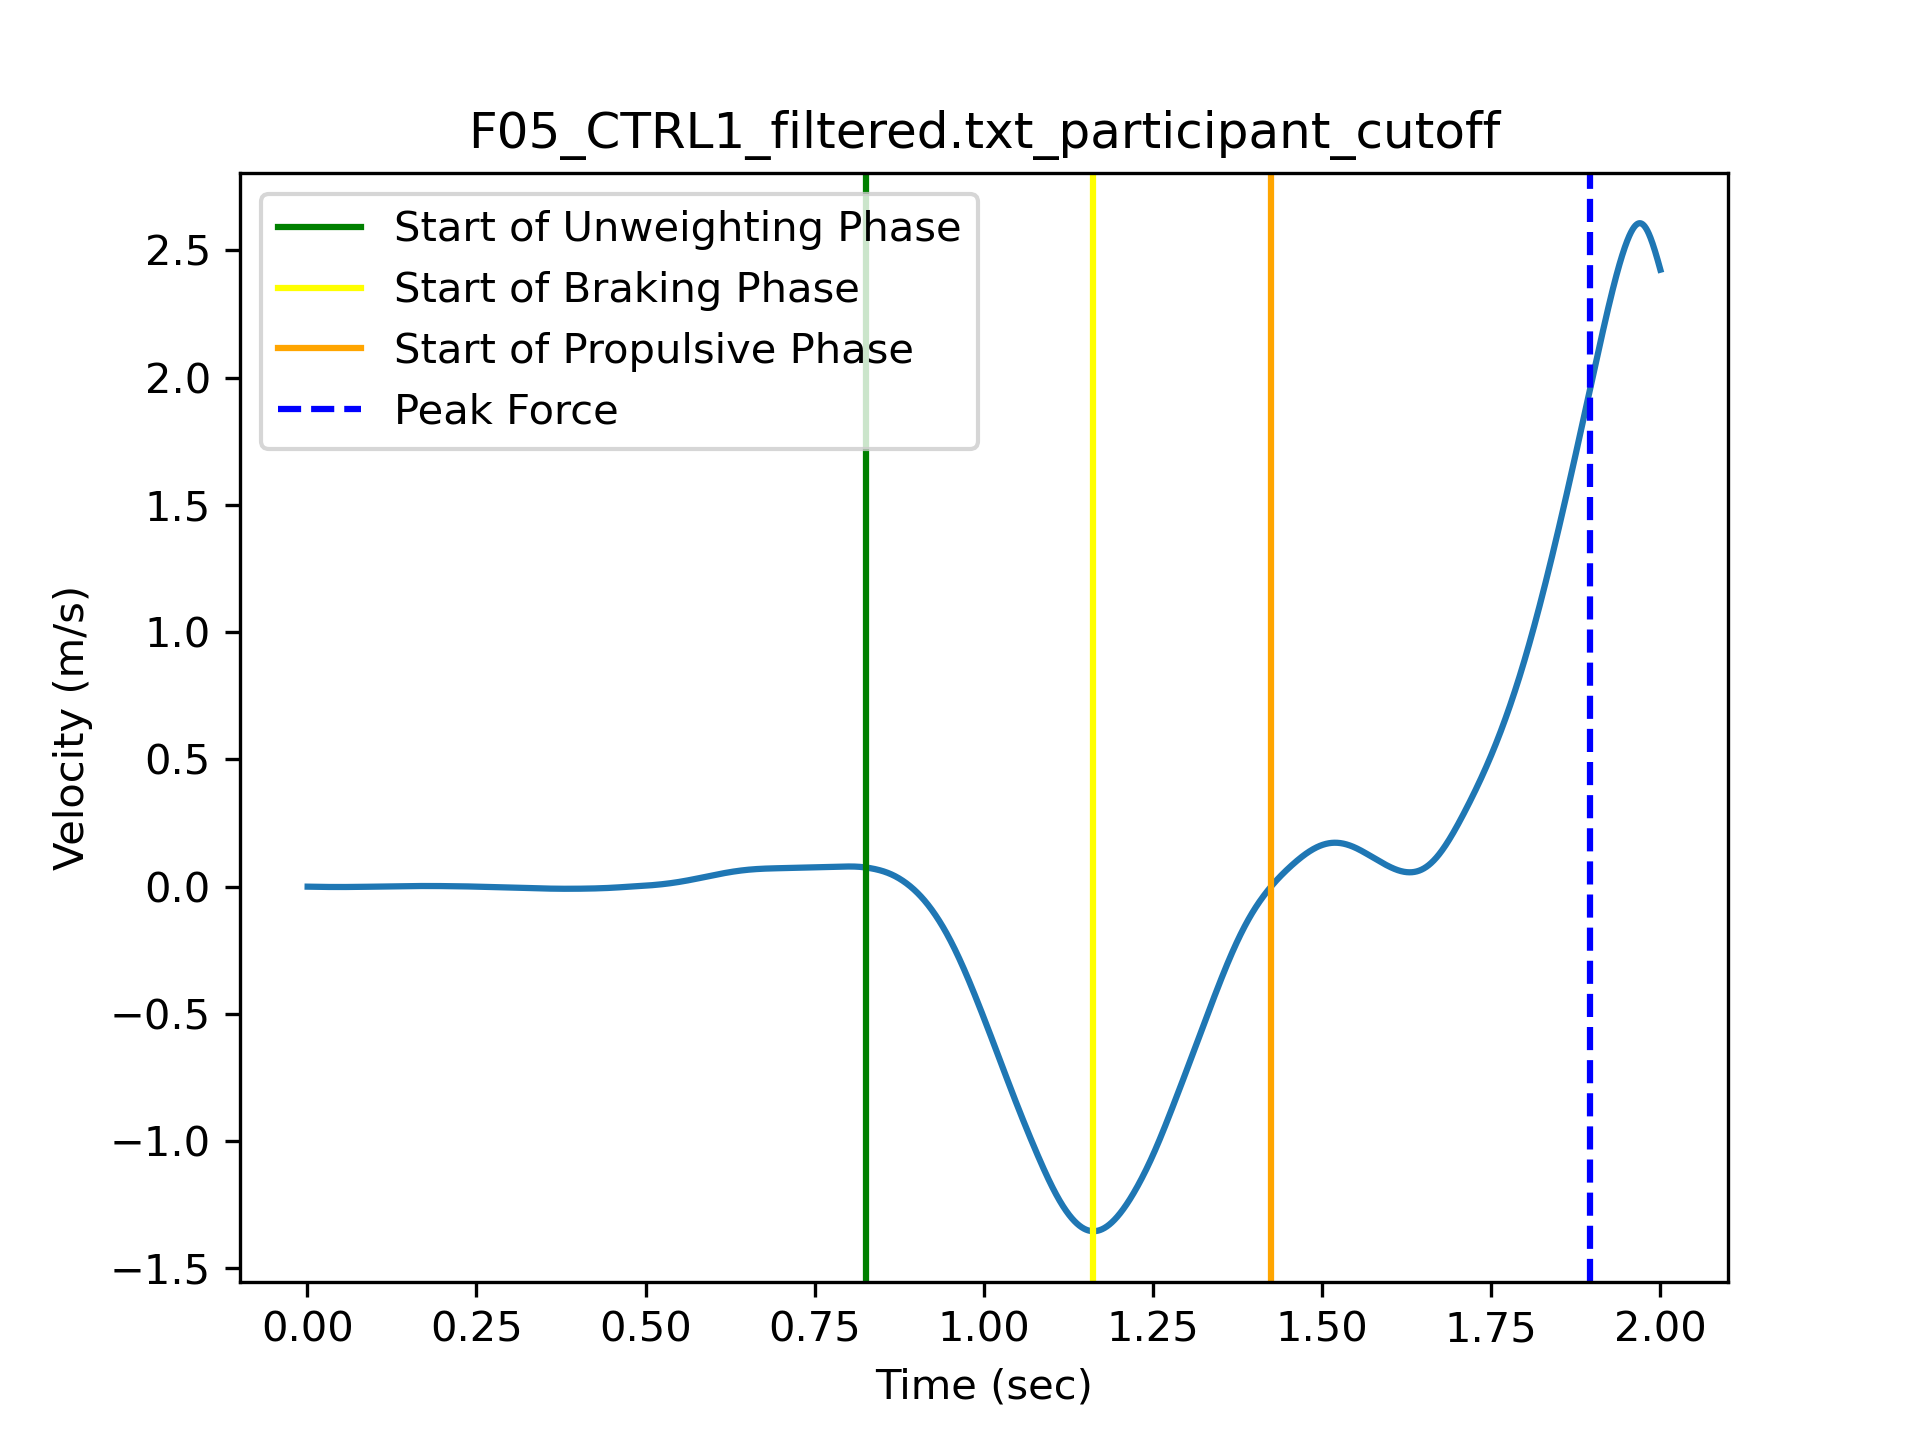 F05_CTRL1_filtered.txt_participant_cutoff
Start of Unweighting Phase
Start of Braking Phase
Start of Propulsive Phase
Peak Force
Velocity (m/s)
2.5
2.0
1.5
1.0
0.5
0.0
−0.5
−1.0
−1.5
0.00 0.25 0.50 0.75 1.00 1.25 1.50 1.75 2.00
Time (sec)